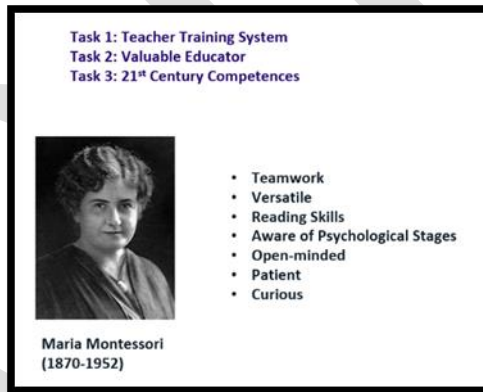 Task 1: Teacher Training System
Task 2: Valuable Educator
Task 3: 21st Century Competences
• Teamwork
• Versatile
• Reading Skills
• Aware of Psychological Stages
• Open-minded
• Patient
• Curious
Maria Montessori
(1870-1952)